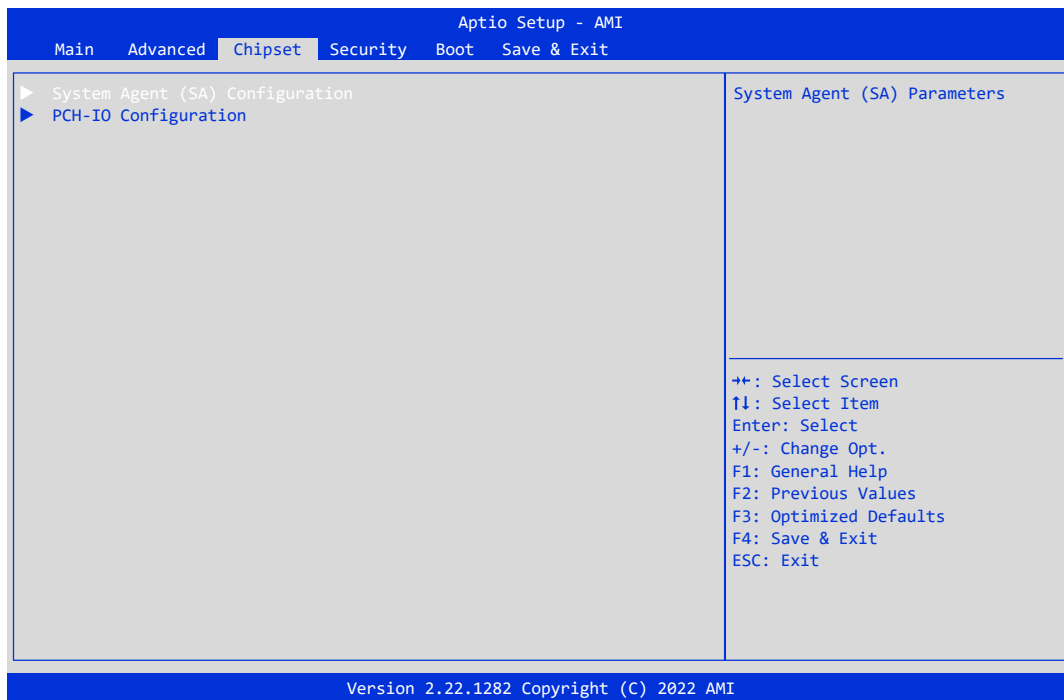 Aptio Setup - AMI
Main Advanced Chipset Security Boot Save & Exit
▶ System Agent (SA) Configuration
▶ PCH-IO Configuration
System Agent (SA) Parameters
→←: Select Screen
↑↓: Select Item
Enter: Select
+/-: Change Opt.
F1: General Help
F2: Previous Values
F3: Optimized Defaults
F4: Save & Exit
ESC: Exit
Version 2.22.1282 Copyright (C) 2022 AMI